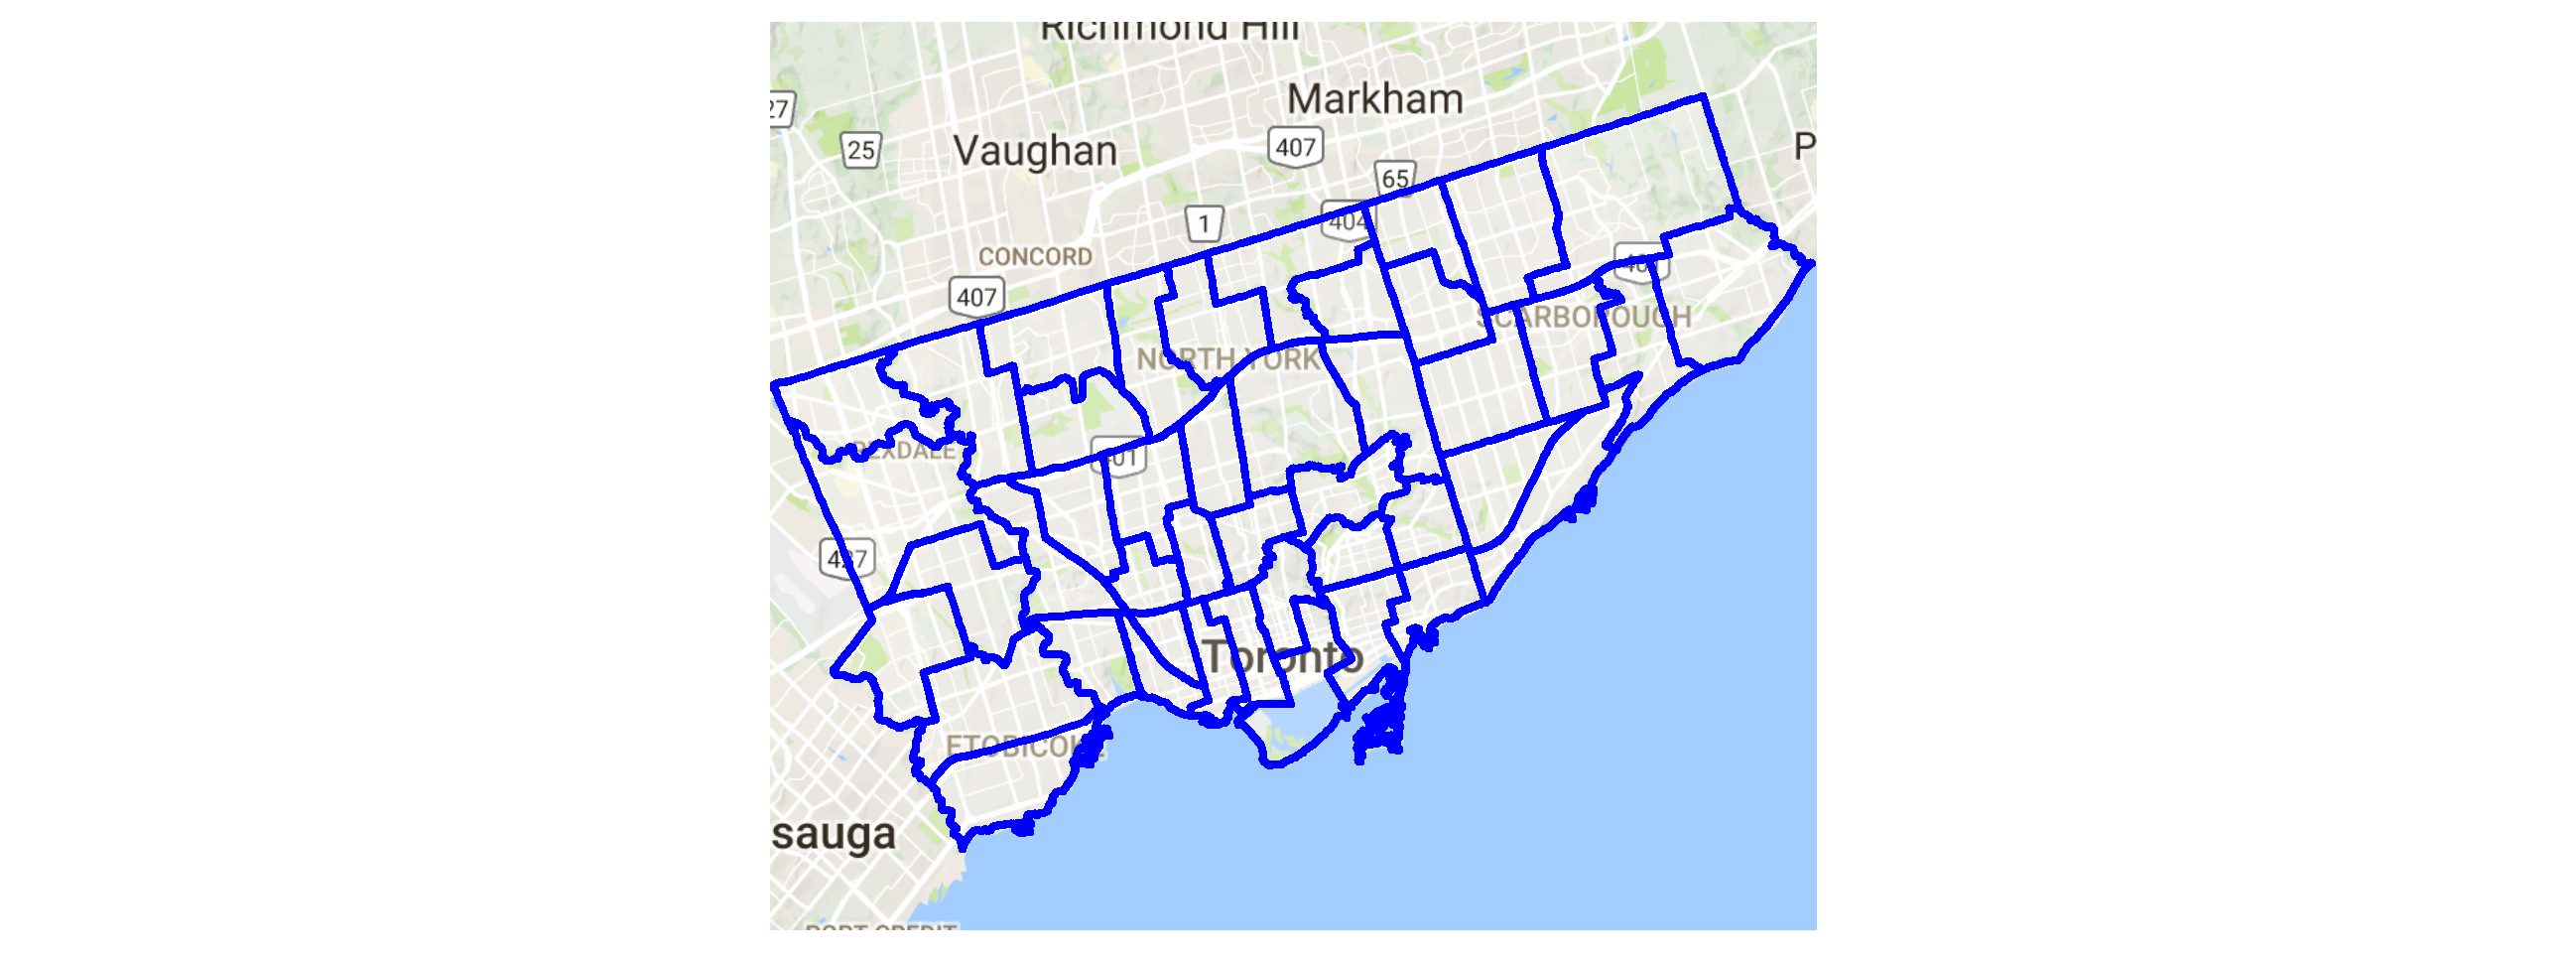 Richmond Hill
27
Markham
25
Vaughan
407
P
65
1
404
CONCORD
407
401
SCARBOROUGH
NORTH YORK
REXDALE
401
427
Toronto
ETOBICOKE
sauga
PORT CREDIT